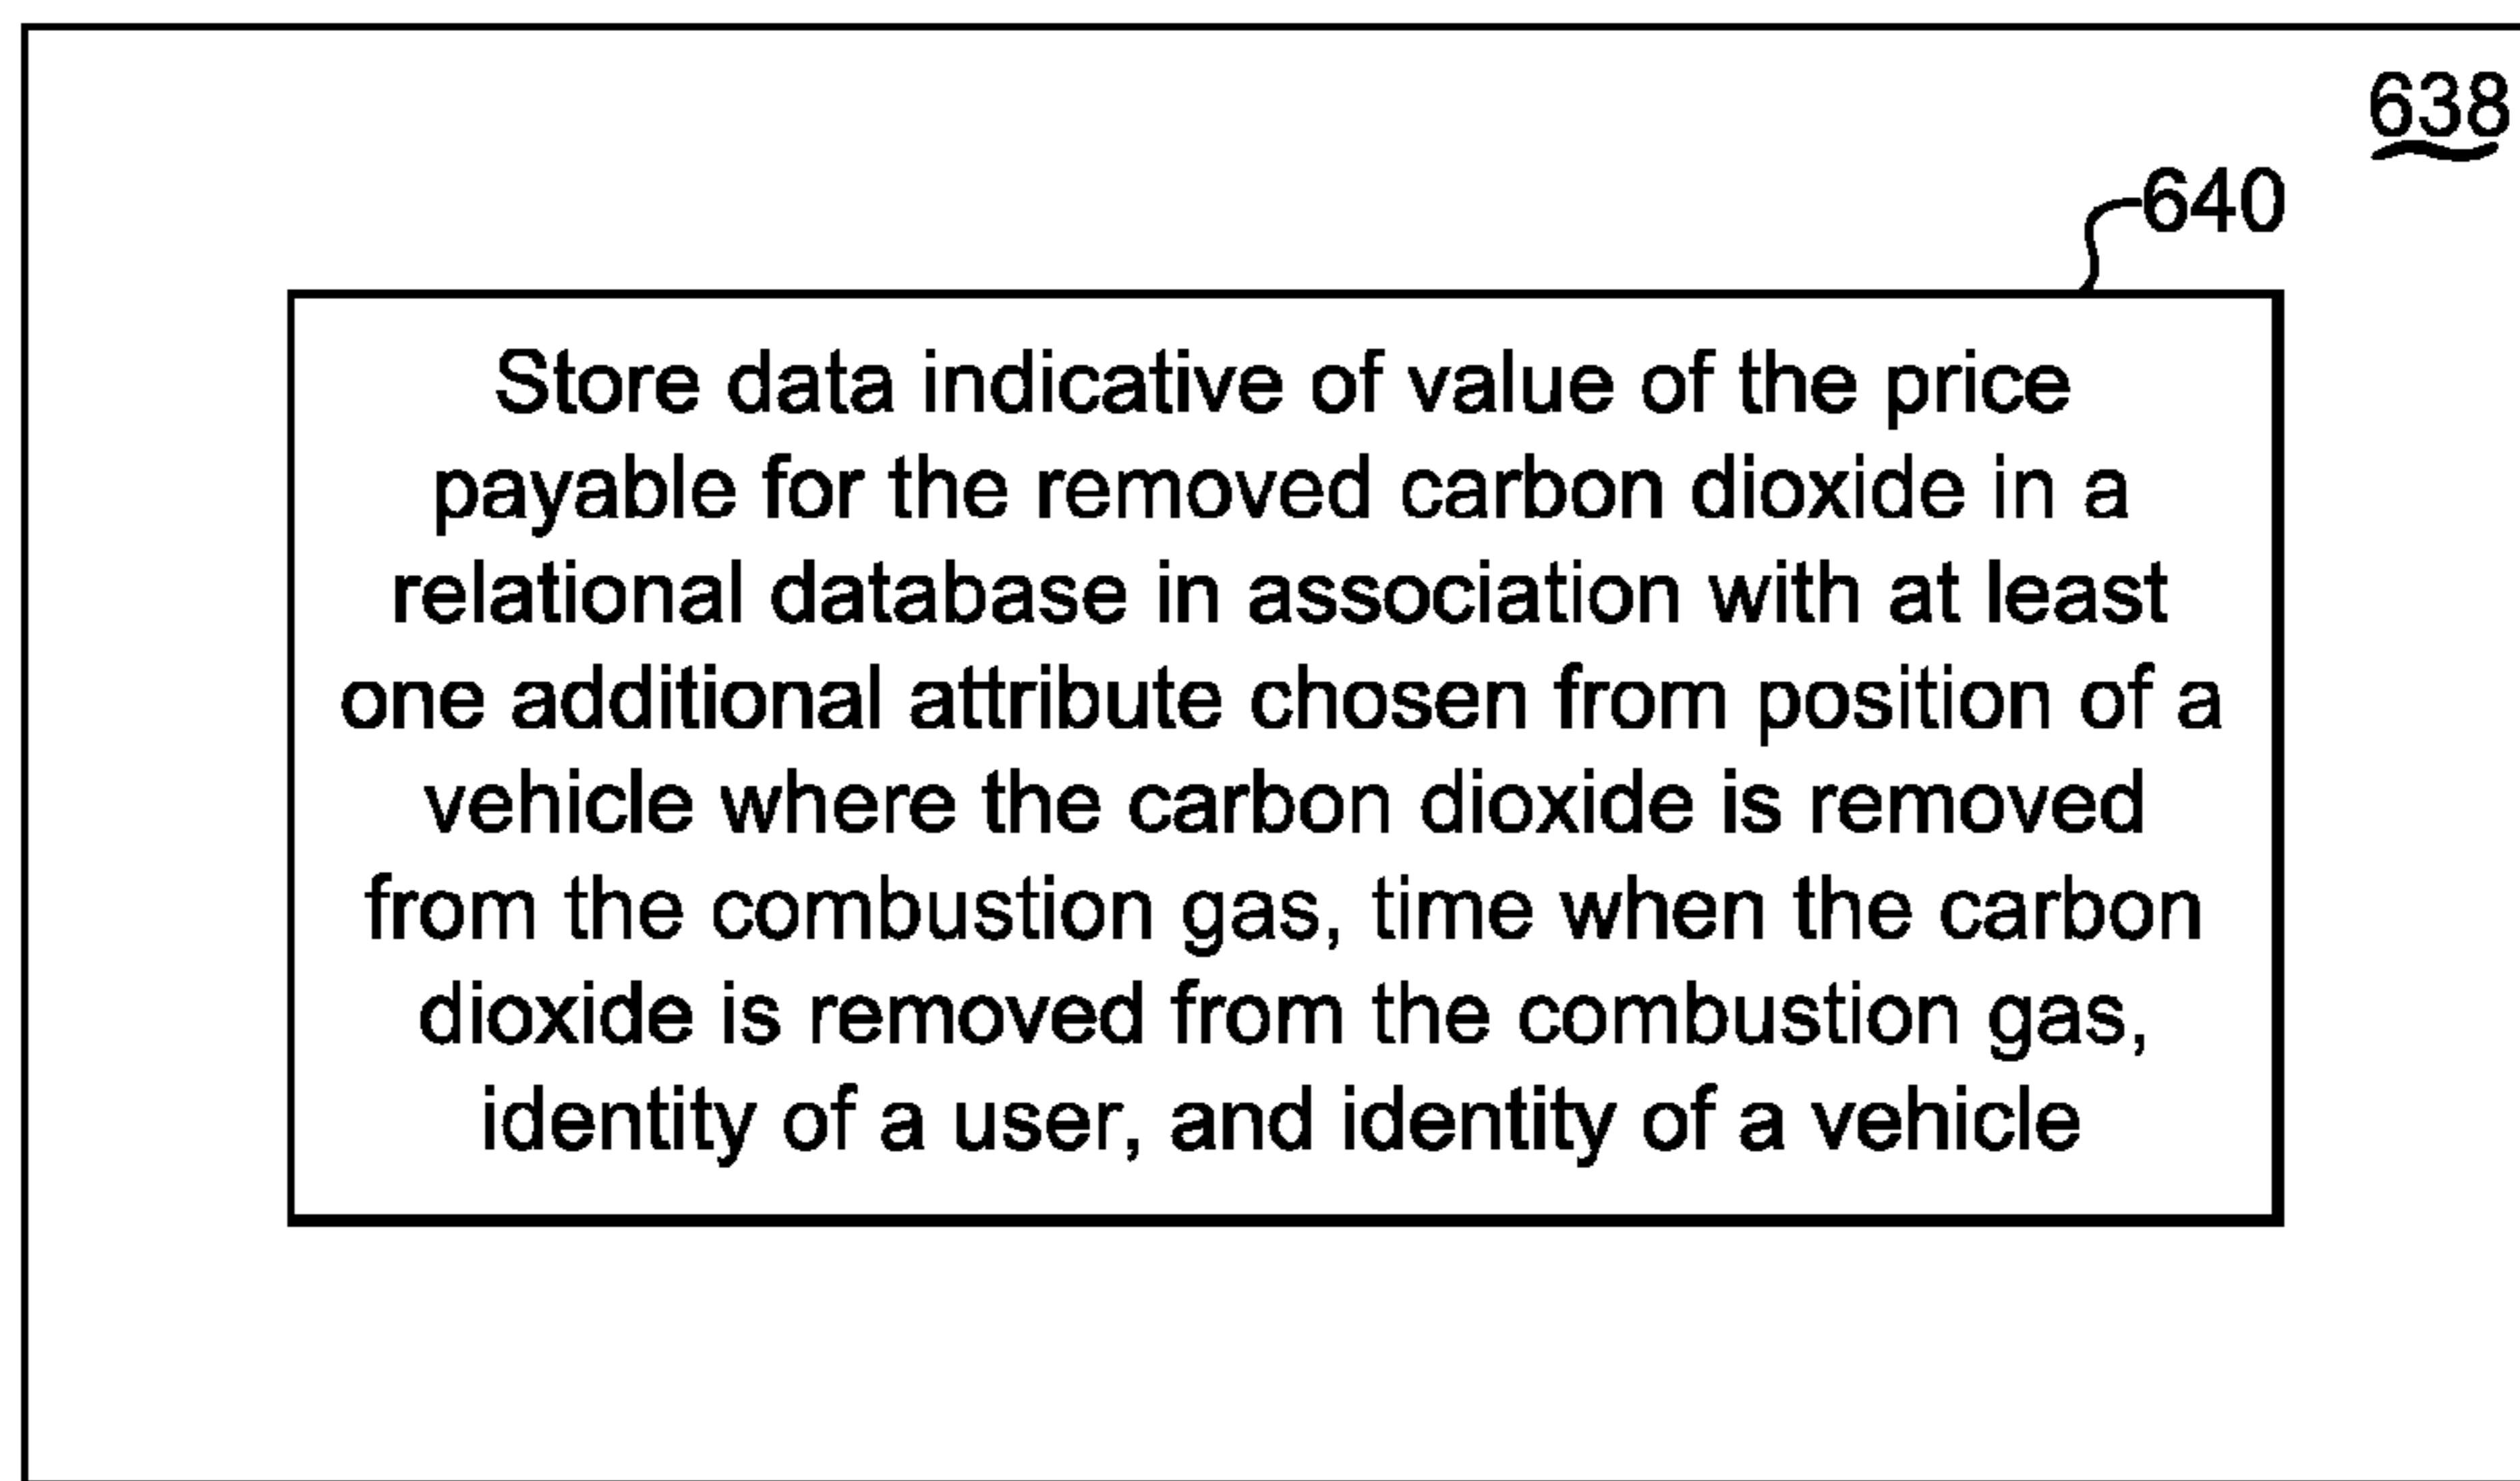 638
640
Store data indicative of value of the price
payable for the removed carbon dioxide in a
relational database in association with at least
one additional attribute chosen from position of a
vehicle where the carbon dioxide is removed
from the combustion gas, time when the carbon
dioxide is removed from the combustion gas,
identity of a user, and identity of a vehicle